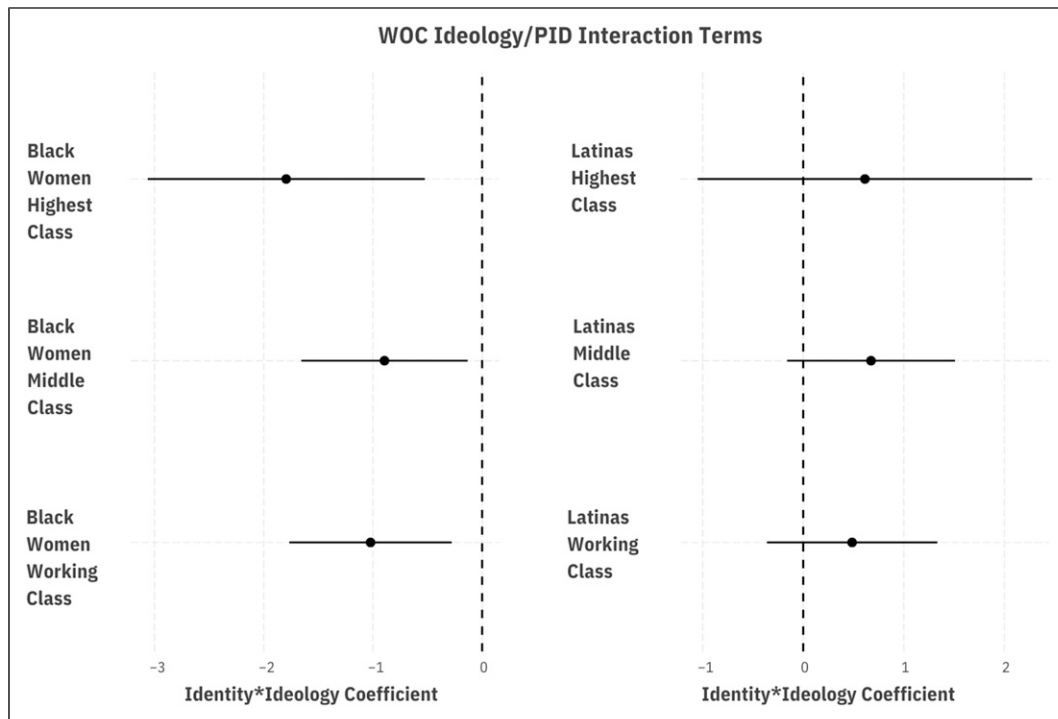 WOC Ideology/PID Interaction Terms
Black
Women
Highest
Class
Black
Women
Middle
Class
Black
Women
Working
Class
−3
−2
−1
0
Identity*Ideology Coefficient
Latinas
Highest
Class
Latinas
Middle
Class
Latinas
Working
Class
−1
0
1
2
Identity*Ideology Coefficient